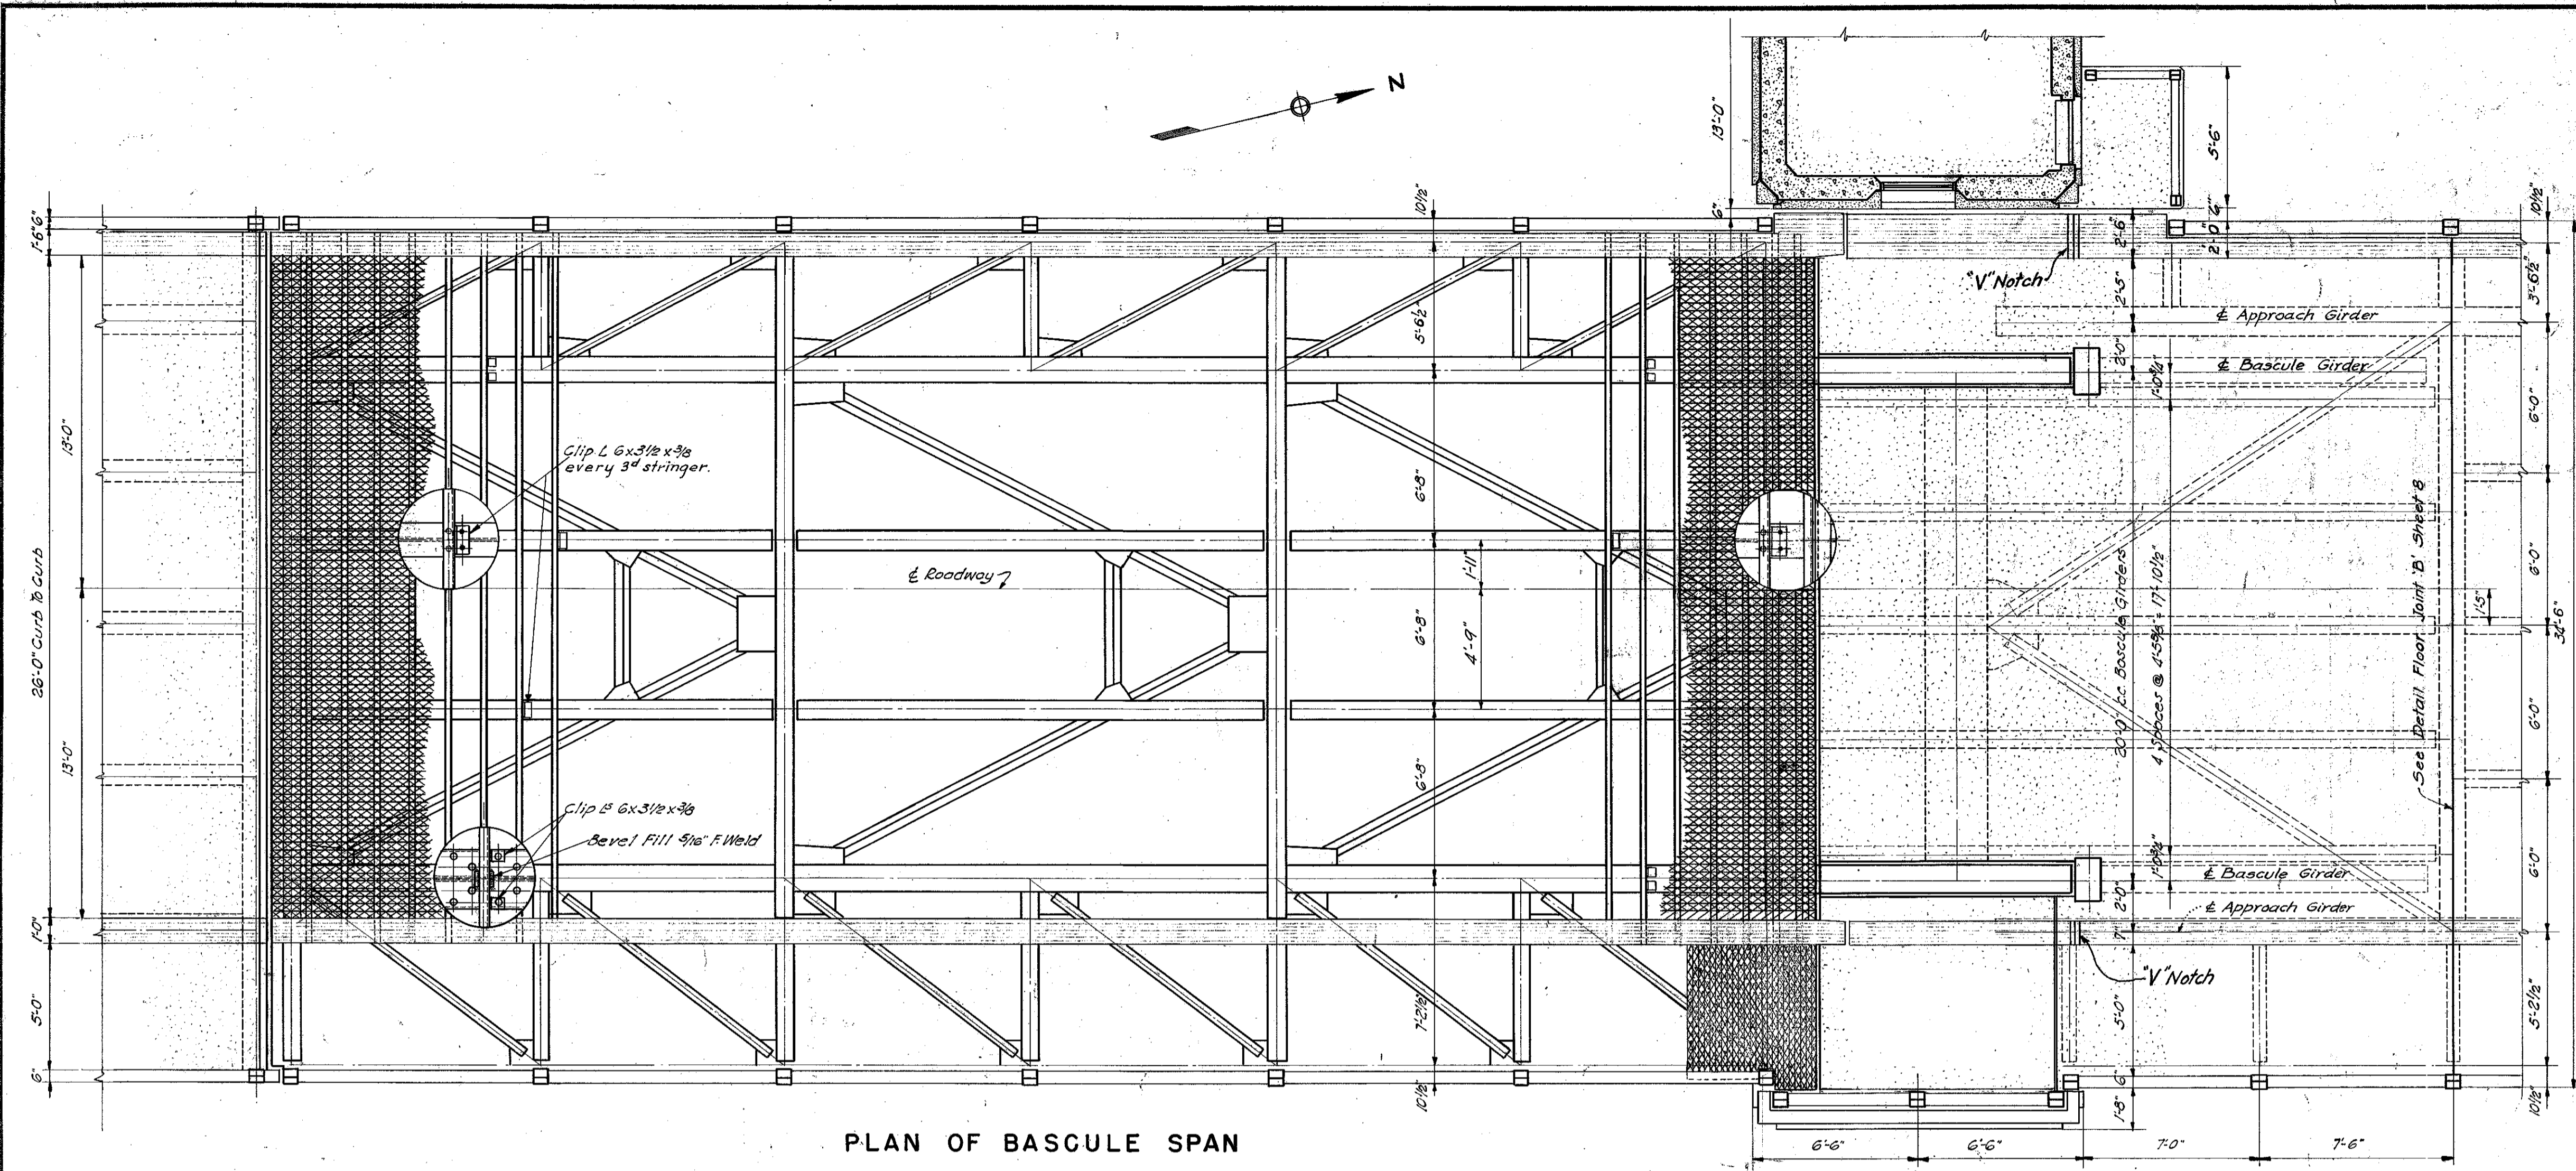 N
13'-0"
5'-6"
6"
1'-6"
10½"
6"
2'-6"
6"
2'-0"
10½"
"V" Notch
2'-5"
3'-5½"
℄ Approach Girder
5'-6½"
2'-0"
℄ Bascule Girder
1'-0¾"
6'-0"
13'-0"
Clip L 6x3½x⅜
every 3d stringer.
6'-8"
26'-0" Curb to Curb
℄ Roadway
1'-11"
6'-8"
4'-9"
20'-0" c.c. Bascule Girders
4 Spaces @ 4'-5⅝" = 17'-10½"
See Detail Floor Joint 'B' Sheet 8
6'-0"
1'-5"
34'-6"
6'-0"
13'-0"
6'-8"
Clip Ls 6x3½x⅜
Bevel Fill 5/16" F. Weld
1'-0¾"
℄ Bascule Girder
6'-0"
2'-0"
℄ Approach Girder
1'-0"
7"
"V" Notch
5'-0"
7'-2½"
5'-0"
5'-2½"
6"
10½"
6"
1'-8"
10½"
6'-6"
6'-6"
7'-0"
7'-6"
PLAN OF BASCULE SPAN